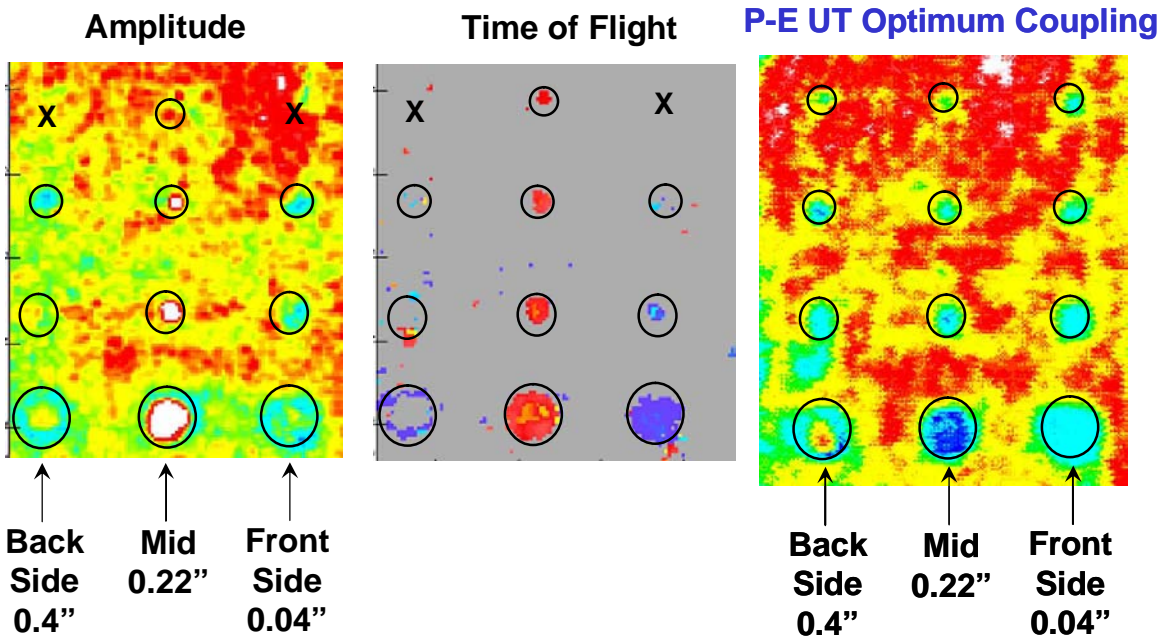 Amplitude
Time of Flight
P-E UT Optimum Coupling
X
X
X
X
Back
Side
0.4”
Mid
0.22”
Front
Side
0.04”
Back
Side
0.4”
Mid
0.22”
Front
Side
0.04”